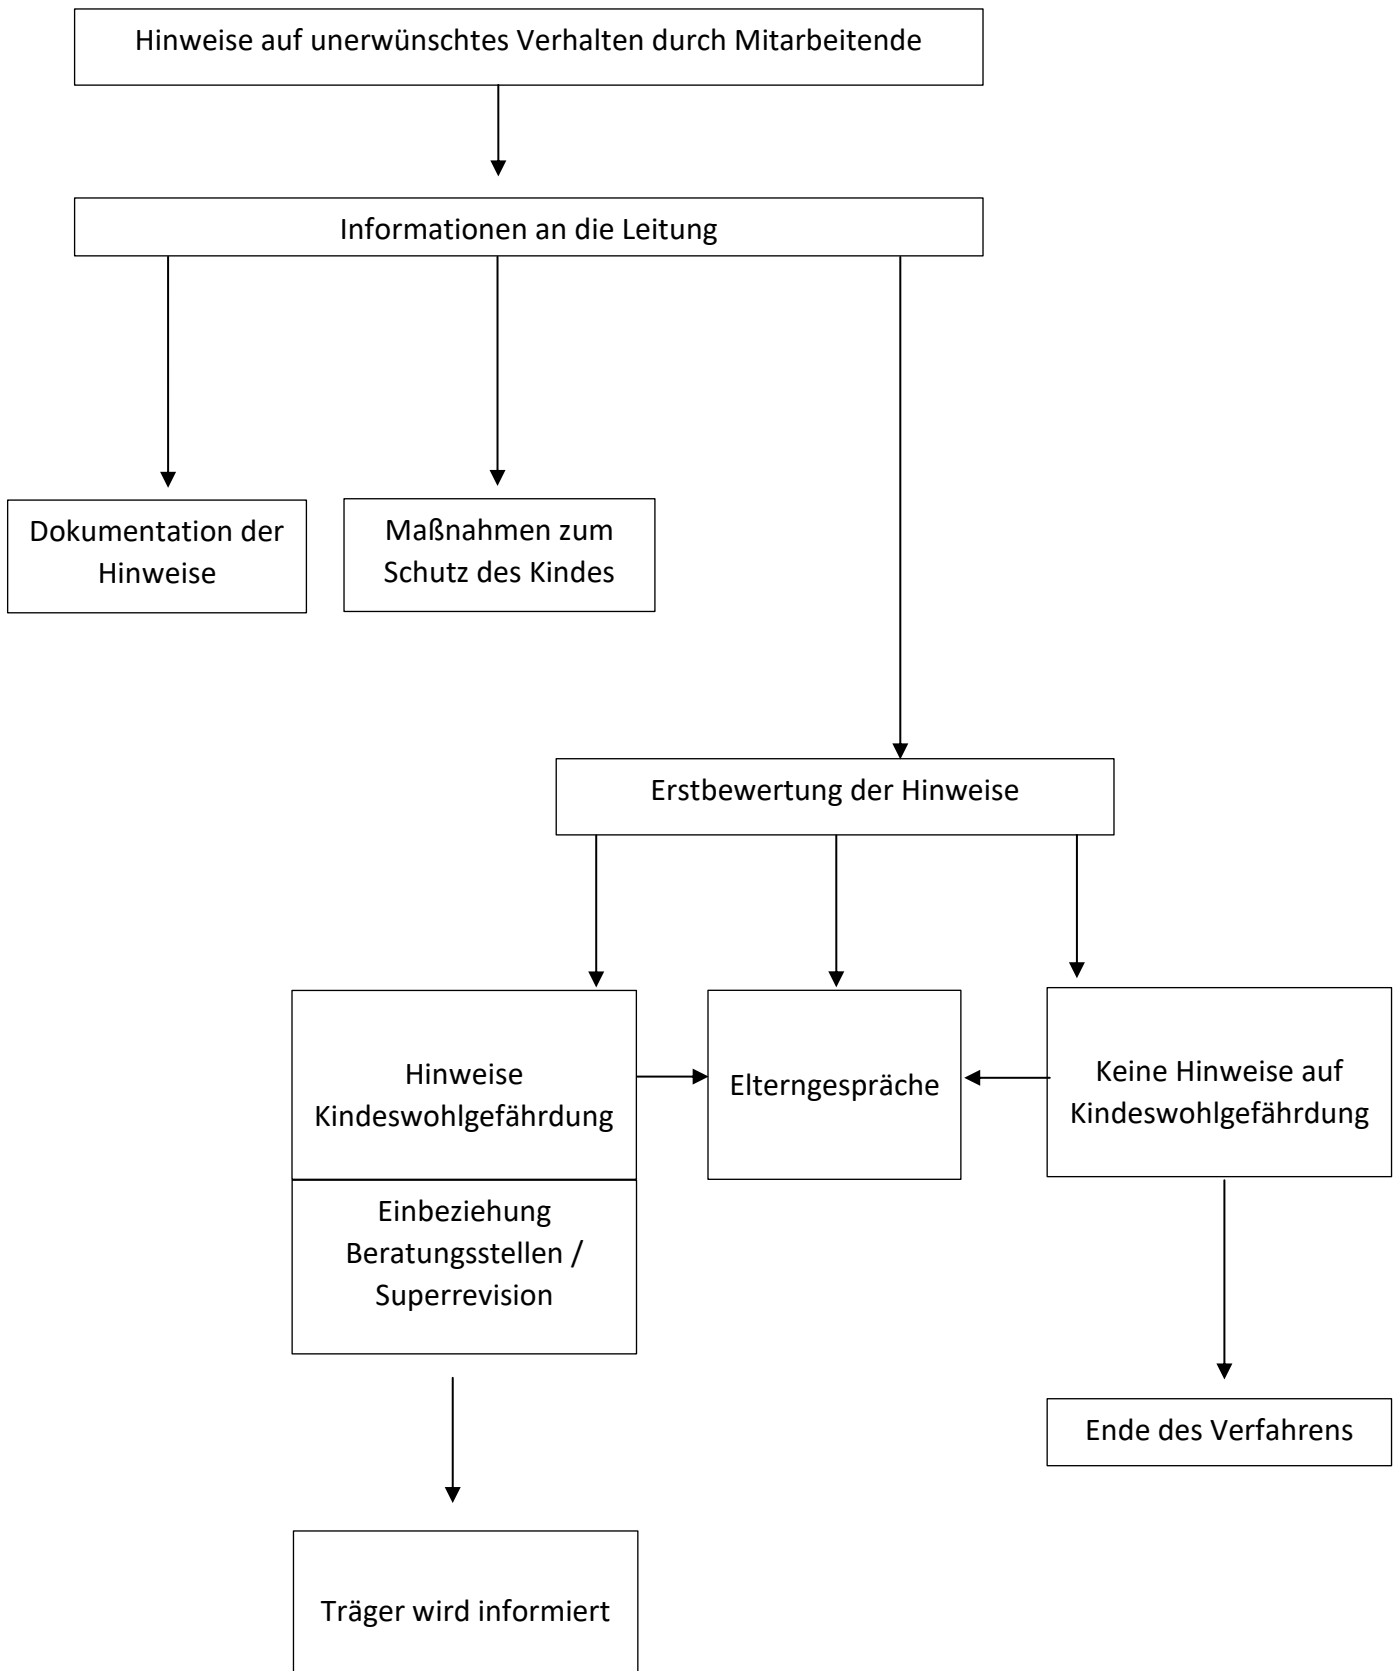 Hinweise auf unerwünschtes Verhalten durch Mitarbeitende
Informationen an die Leitung
Dokumentation der
Hinweise
Maßnahmen zum
Schutz des Kindes
Erstbewertung der Hinweise
Hinweise
Kindeswohlgefährdung
Elterngespräche
Keine Hinweise auf
Kindeswohlgefährdung
Einbeziehung
Beratungsstellen /
Superrevision
Ende des Verfahrens
Träger wird informiert